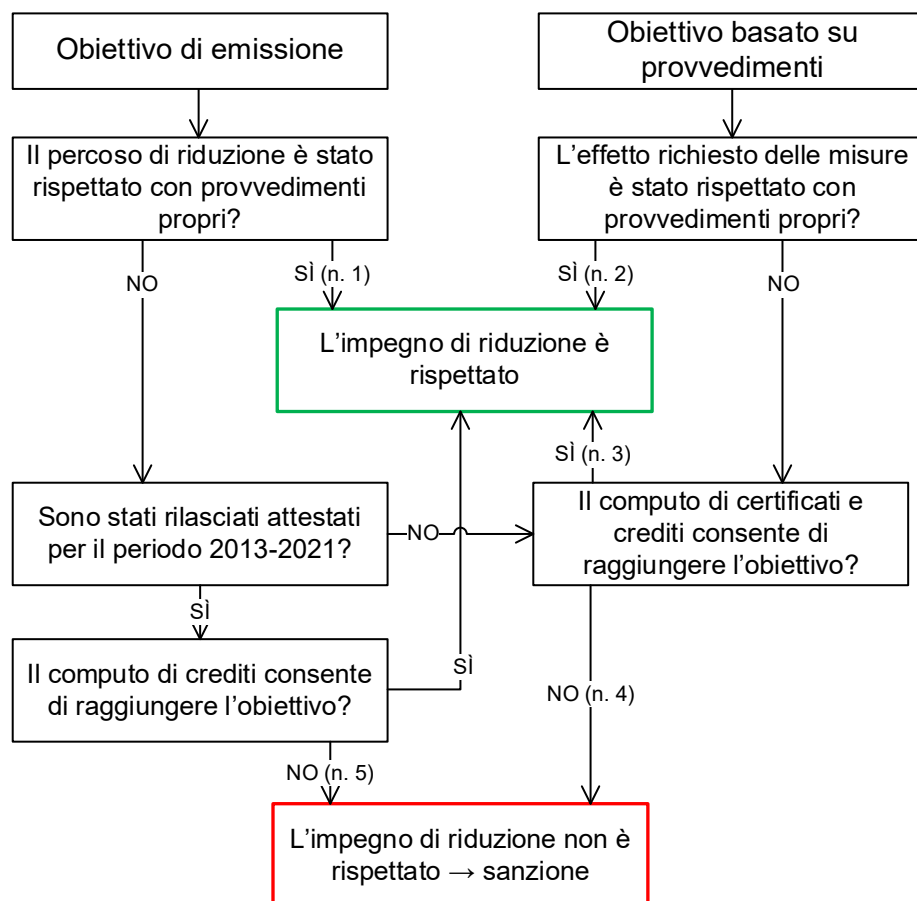 Obiettivo di emissione
Obiettivo basato su
provvedimenti
Il percoso di riduzione è stato
rispettato con provvedimenti
propri?
L'effetto richiesto delle misure
è stato rispettato con
provvedimenti propri?
NO
SÌ (n. 1)
SÌ (n. 2)
NO
L'impegno di riduzione è
rispettato
SÌ (n. 3)
Sono stati rilasciati attestati
per il periodo 2013-2021?
NO
Il computo di certificati e
crediti consente di
raggiungere l'obiettivo?
SÌ
Il computo di crediti consente
di raggiungere l'obiettivo?
SÌ
NO (n. 4)
NO (n. 5)
L'impegno di riduzione non è
rispettato → sanzione